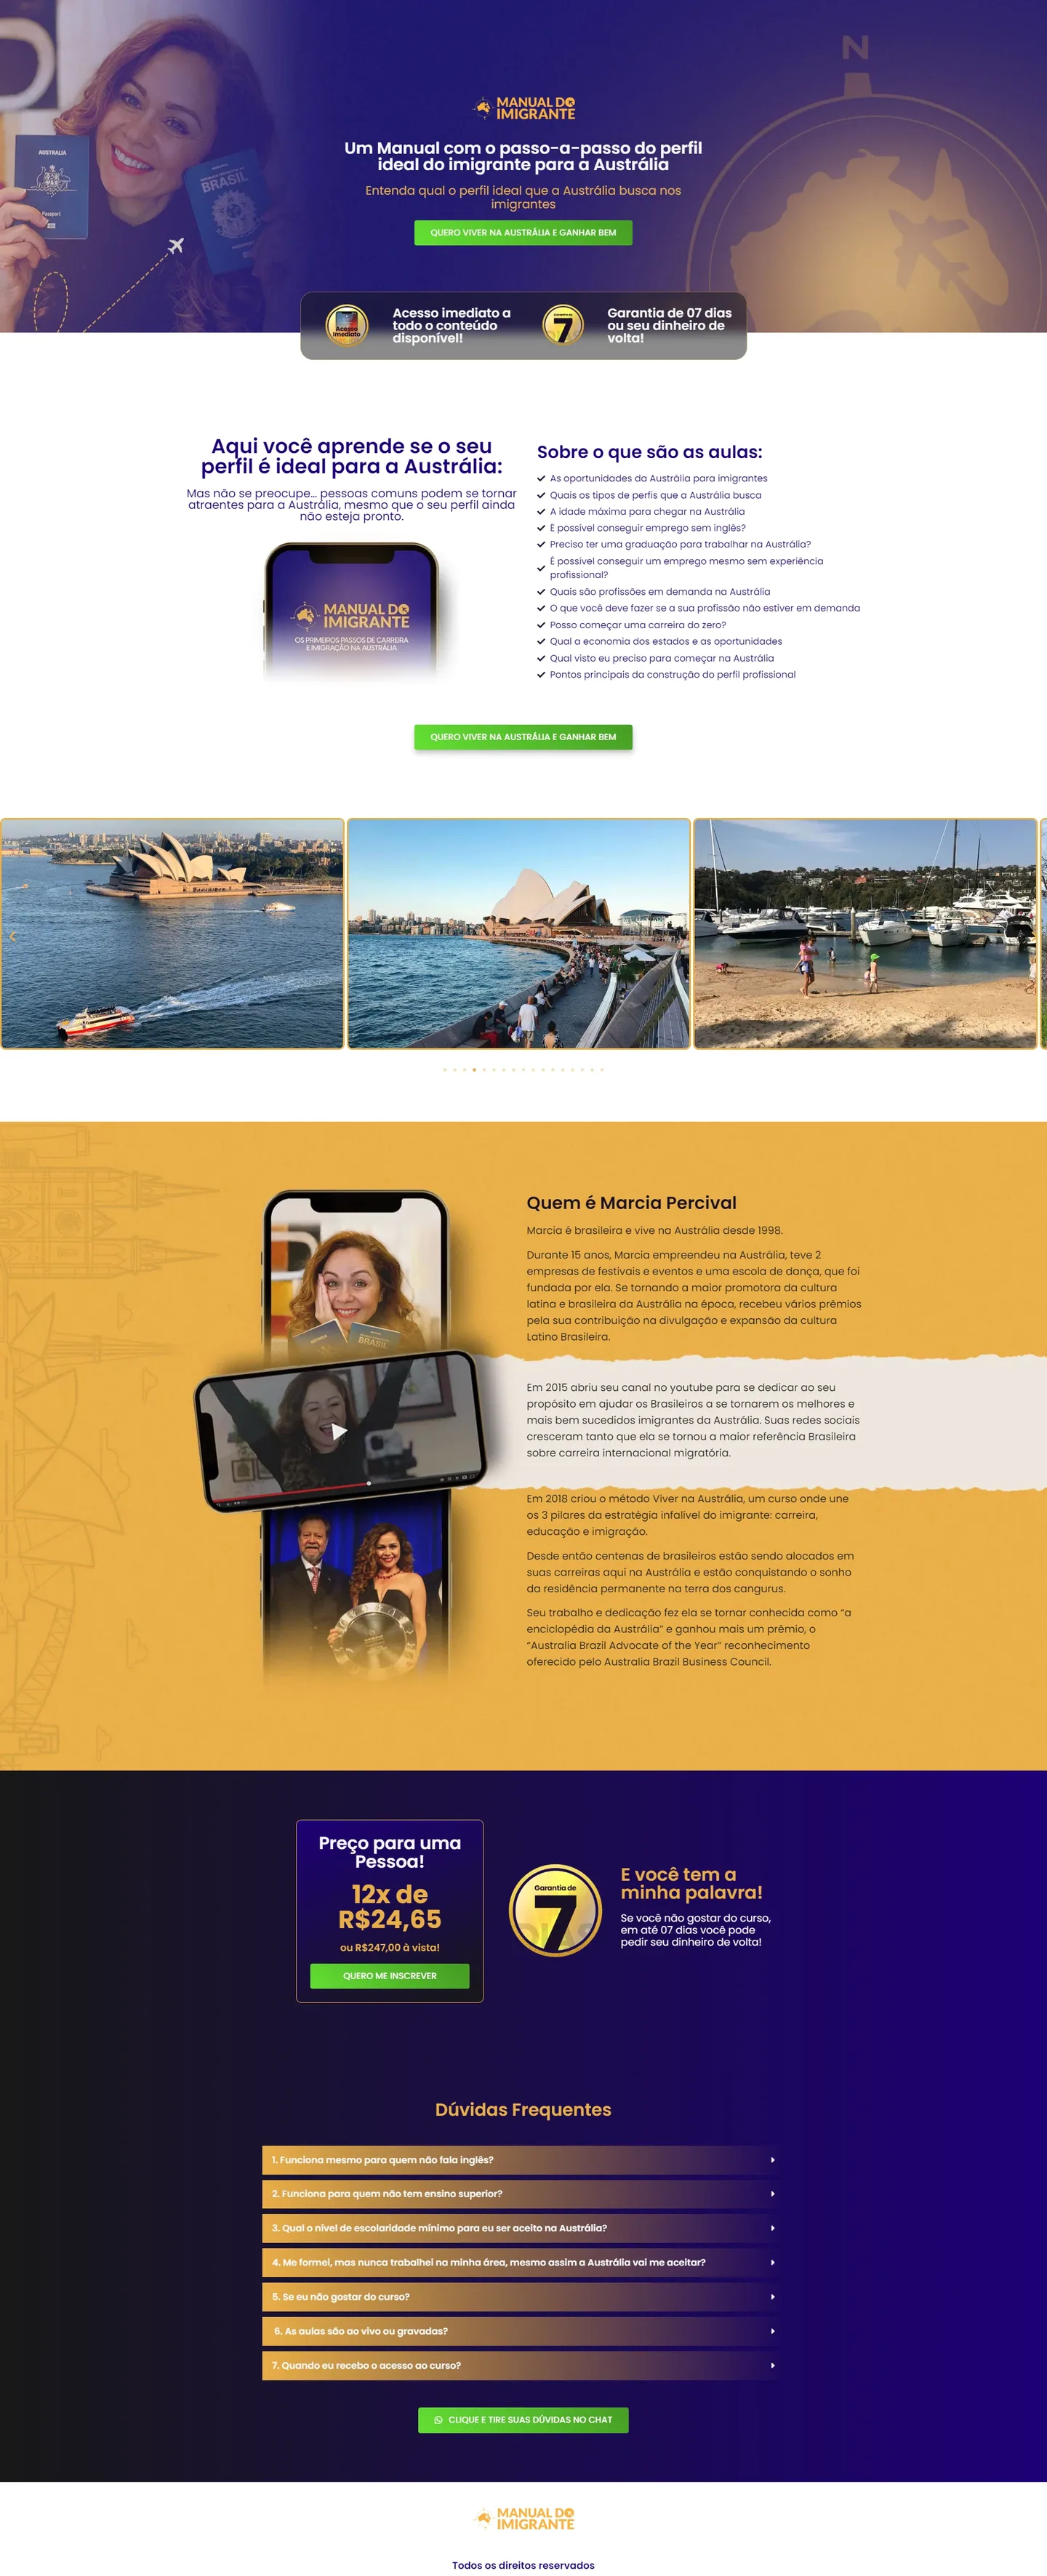 N
AUSTRALIA
Passport
BRASIL
MANUAL DO
IMIGRANTE
Um Manual com o passo-a-passo do perfil
ideal do imigrante para a Austrália
Entenda qual o perfil ideal que a Austrália busca nos
imigrantes
QUERO VIVER NA AUSTRÁLIA E GANHAR BEM
Acesso
Imediato
Acesso imediato a
todo o conteúdo
disponível!
Garantia de
7
DIAS
Garantia de 07 dias
ou seu dinheiro de
volta!
Aqui você aprende se o seu
perfil é ideal para a Austrália:
Mas não se preocupe... pessoas comuns podem se tornar
atraentes para a Austrália, mesmo que o seu perfil ainda
não esteja pronto.
MANUAL DO
IMIGRANTE
OS PRIMEIROS PASSOS DE CARREIRA
E IMIGRAÇÃO NA AUSTRÁLIA
Sobre o que são as aulas:
As oportunidades da Austrália para imigrantes
Quais os tipos de perfis que a Austrália busca
A idade máxima para chegar na Austrália
É possível conseguir emprego sem inglês?
Preciso ter uma graduação para trabalhar na Austrália?
É possível conseguir um emprego mesmo sem experiência
profissional?
Quais são profissões em demanda na Austrália
O que você deve fazer se a sua profissão não estiver em demanda
Posso começar uma carreira do zero?
Qual a economia dos estados e as oportunidades
Qual visto eu preciso para começar na Austrália
Pontos principais da construção do perfil profissional
QUERO VIVER NA AUSTRÁLIA E GANHAR BEM
BRASIL
Quem é Marcia Percival
Marcia é brasileira e vive na Austrália desde 1998.
Durante 15 anos, Marcia empreendeu na Austrália, teve 2
empresas de festivais e eventos e uma escola de dança, que foi
fundada por ela. Se tornando a maior promotora da cultura
latina e brasileira da Austrália na época, recebeu vários prêmios
pela sua contribuição na divulgação e expansão da cultura
Latino Brasileira.
Em 2015 abriu seu canal no youtube para se dedicar ao seu
propósito em ajudar os Brasileiros a se tornarem os melhores e
mais bem sucedidos imigrantes da Austrália. Suas redes sociais
cresceram tanto que ela se tornou a maior referência Brasileira
sobre carreira internacional migratória.
Em 2018 criou o método Viver na Austrália, um curso onde une
os 3 pilares da estratégia infalível do imigrante: carreira,
educação e imigração.
Desde então centenas de brasileiros estão sendo alocados em
suas carreiras aqui na Austrália e estão conquistando o sonho
da residência permanente na terra dos cangurus.
Seu trabalho e dedicação fez ela se tornar conhecida como “a
enciclopédia da Austrália” e ganhou mais um prêmio, o
“Australia Brazil Advocate of the Year” reconhecimento
oferecido pelo Australia Brazil Business Council.
Preço para uma
Pessoa!
12x de
R$24,65
ou R$247,00 à vista!
QUERO ME INSCREVER
Garantia de
7
DIAS
E você tem a
minha palavra!
Se você não gostar do curso,
em até 07 dias você pode
pedir seu dinheiro de volta!
Dúvidas Frequentes
1. Funciona mesmo para quem não fala inglês?
2. Funciona para quem não tem ensino superior?
3. Qual o nível de escolaridade mínimo para eu ser aceito na Austrália?
4. Me formei, mas nunca trabalhei na minha área, mesmo assim a Austrália vai me aceitar?
5. Se eu não gostar do curso?
6. As aulas são ao vivo ou gravadas?
7. Quando eu recebo o acesso ao curso?
CLIQUE E TIRE SUAS DÚVIDAS NO CHAT
MANUAL DO
IMIGRANTE
Todos os direitos reservados